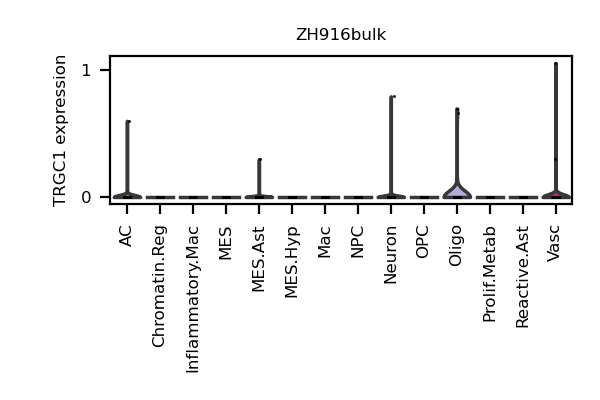 ZH916bulk
TRGC1 expression
1
0
AC
Chromatin.Reg
Inflammatory.Mac
MES
MES.Ast
MES.Hyp
Mac
NPC
Neuron
OPC
Oligo
Prolif.Metab
Reactive.Ast
Vasc